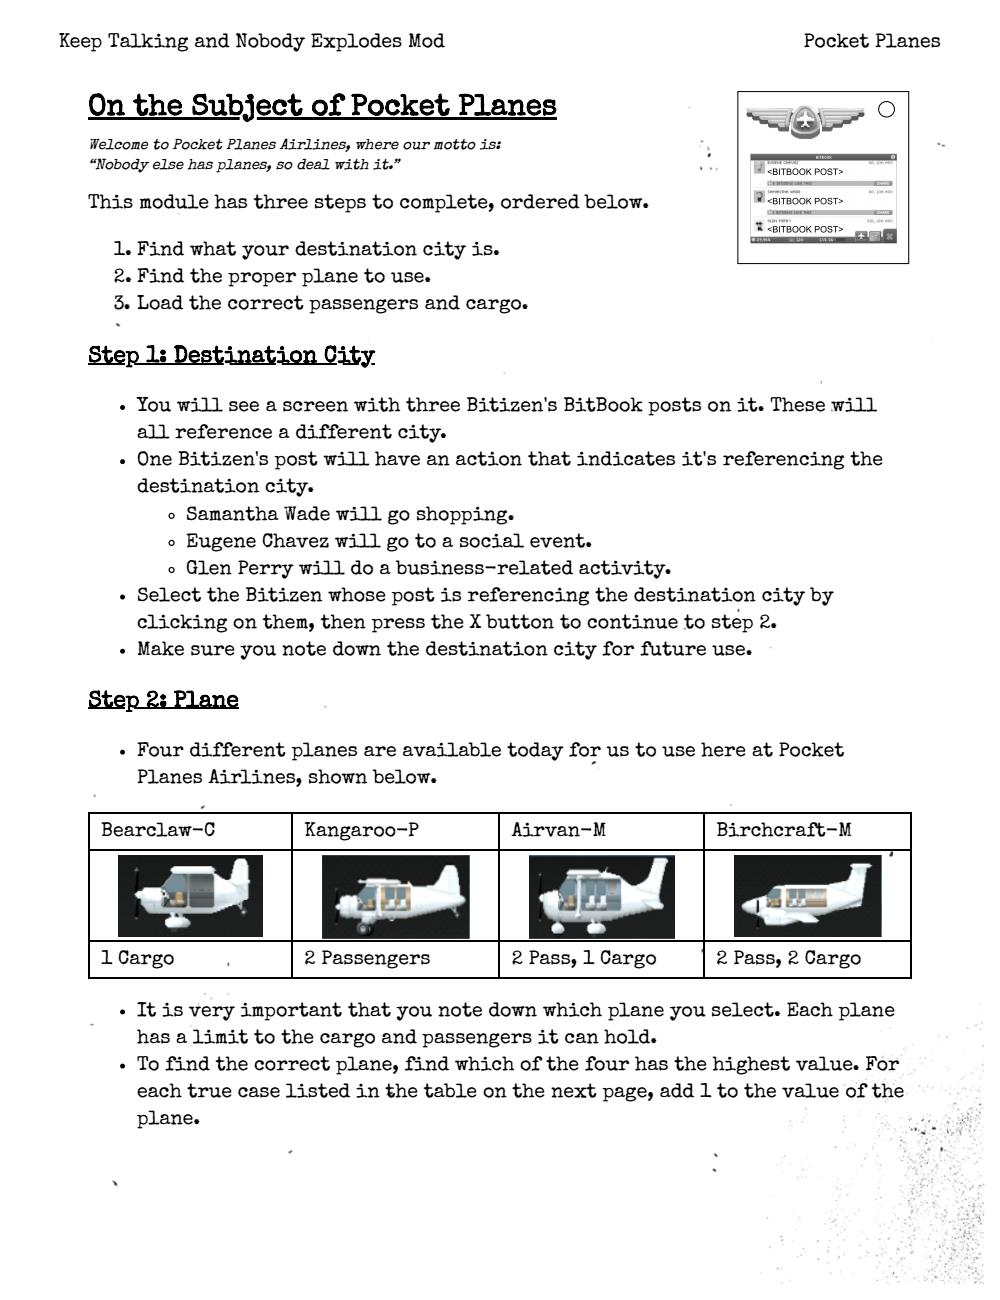 Keep Talking and Nobody Explodes Mod
Pocket Planes
On the Subject of Pocket Planes
Welcome to Pocket Planes Airlines, where our motto is:
“Nobody else has planes, so deal with it.”
This module has three steps to complete, ordered below.
1. Find what your destination city is.
2. Find the proper plane to use.
3. Load the correct passengers and cargo.
BITBOOK
EUGENE CHAVEZ
<BITBOOK POST>
SAMANTHA WADE
<BITBOOK POST>
GLEN PERRY
<BITBOOK POST>
Step 1: Destination City
• You will see a screen with three Bitizen's BitBook posts on it. These will
all reference a different city.
• One Bitizen's post will have an action that indicates it's referencing the
destination city.
◦ Samantha Wade will go shopping.
◦ Eugene Chavez will go to a social event.
◦ Glen Perry will do a business-related activity.
• Select the Bitizen whose post is referencing the destination city by
clicking on them, then press the X button to continue to step 2.
• Make sure you note down the destination city for future use.
Step 2: Plane
• Four different planes are available today for us to use here at Pocket
Planes Airlines, shown below.
Bearclaw-C Kangaroo-P Airvan-M Birchcraft-M
1 Cargo 2 Passengers 2 Pass, 1 Cargo 2 Pass, 2 Cargo
• It is very important that you note down which plane you select. Each plane
has a limit to the cargo and passengers it can hold.
• To find the correct plane, find which of the four has the highest value. For
each true case listed in the table on the next page, add 1 to the value of the
plane.